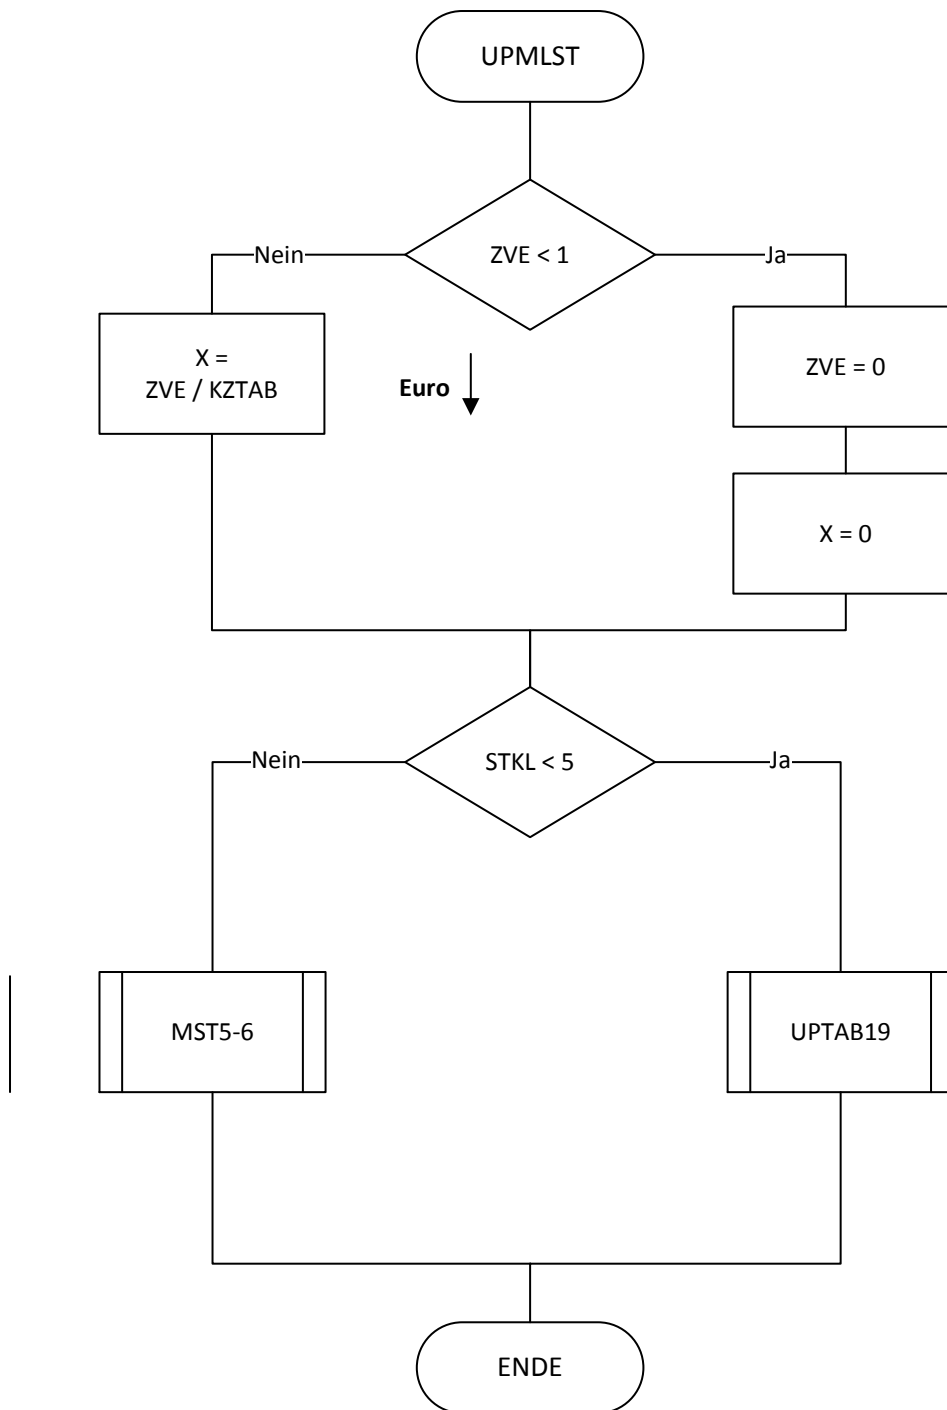 UPMLST
ZVE < 1
Nein
Ja
X =
ZVE / KZTAB
Euro
ZVE = 0
X = 0
STKL < 5
Nein
Ja
MST5-6
UPTAB19
ENDE